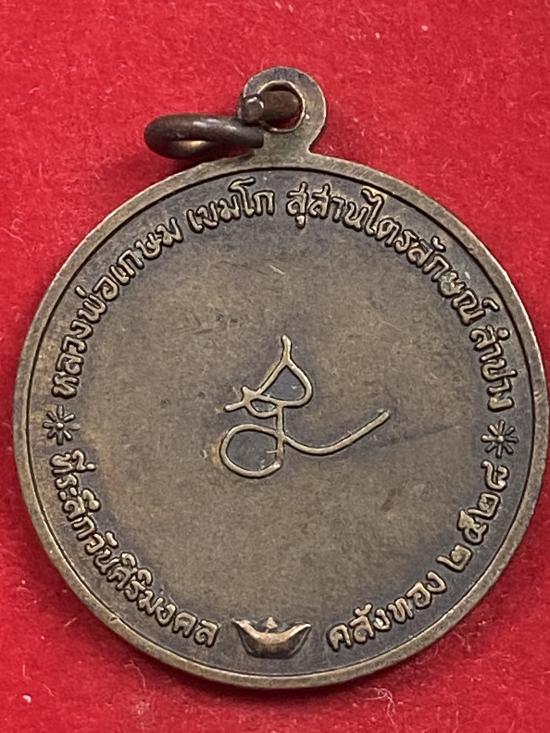 หลวงพ่อเกษม เขมโก สุสานไตรลักษณ์ ลำปาง
ที่ระลึกวันศิริมงคล
คลังทอง ๒๕๒๘